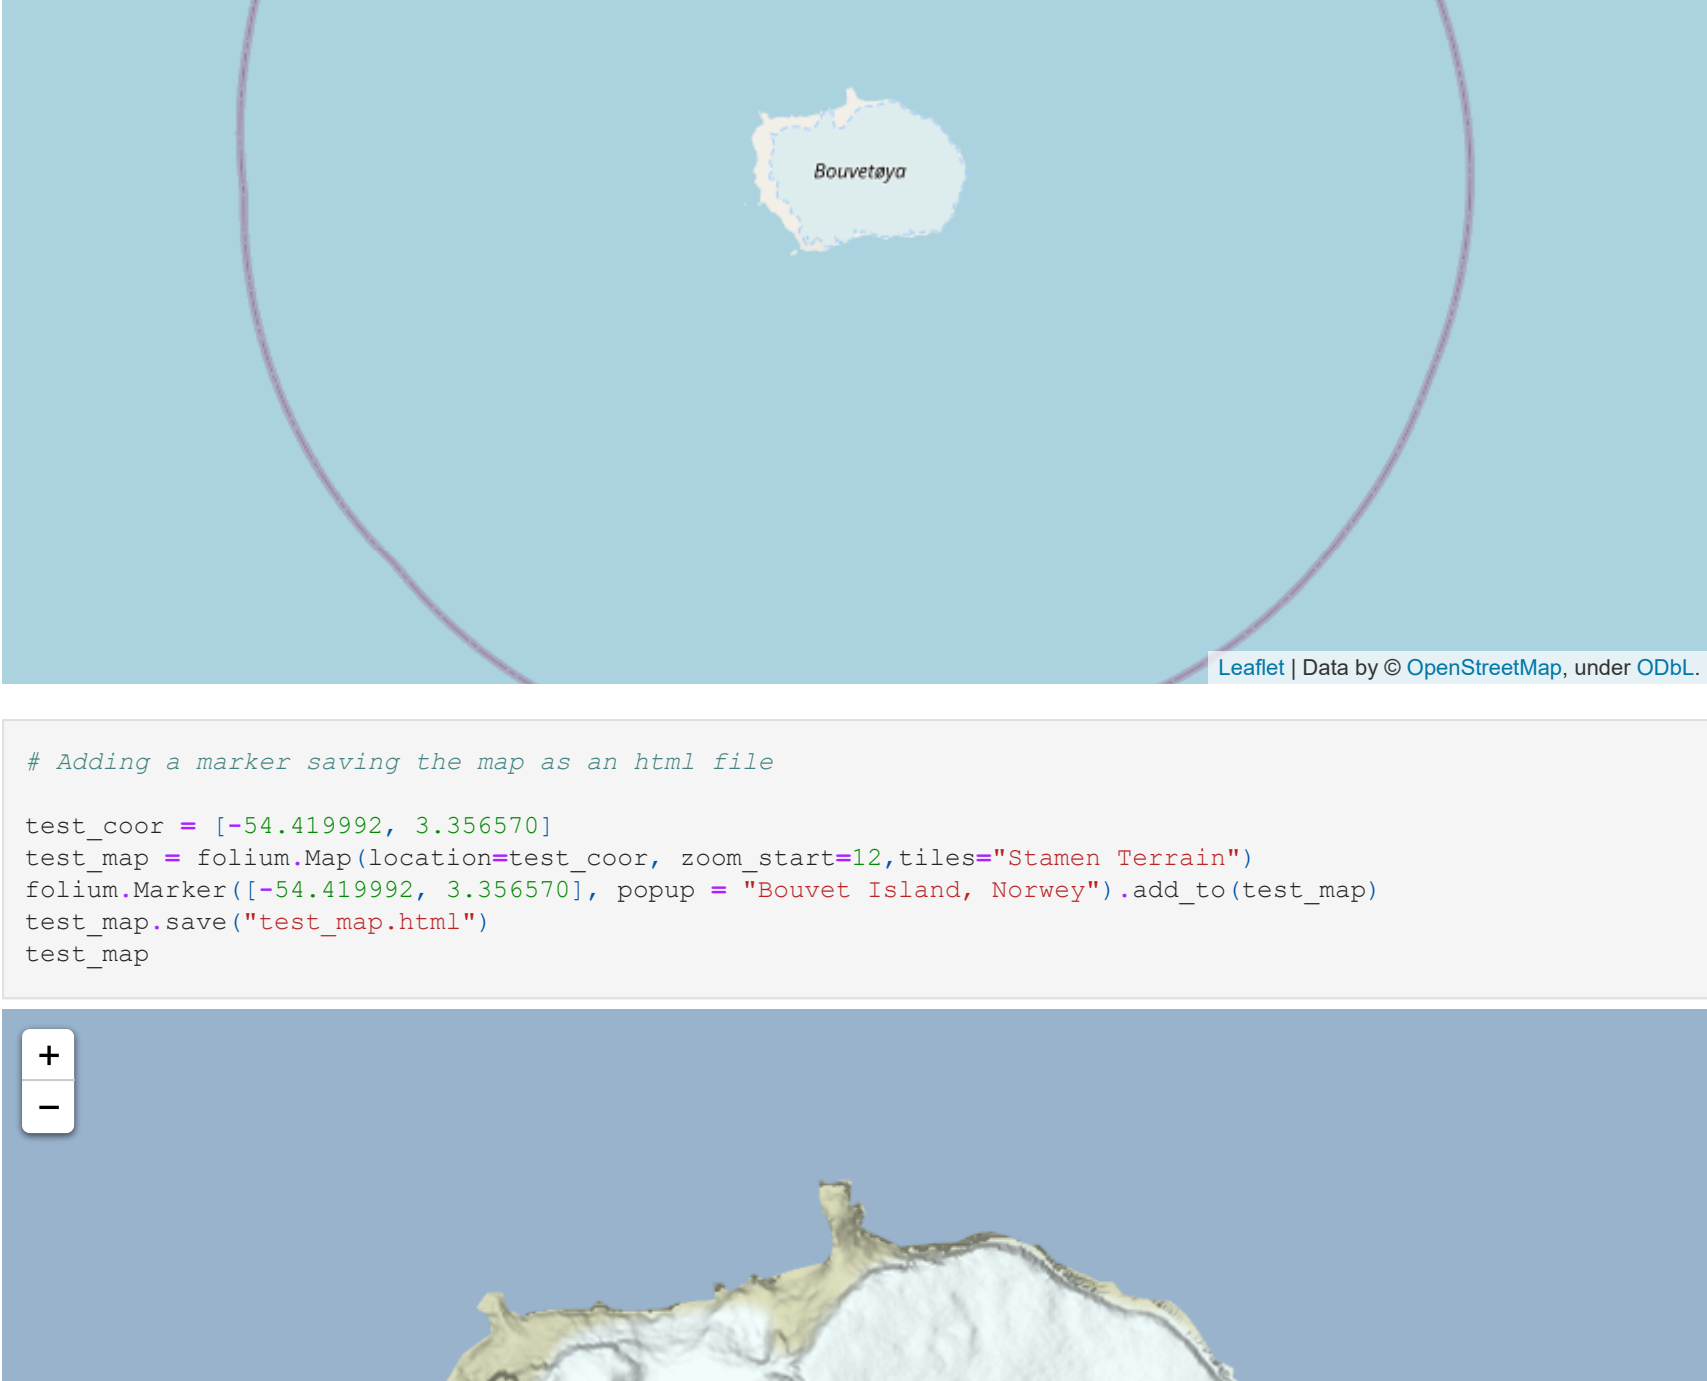 Bouvetøya
Leaflet | Data by © OpenStreetMap, under ODbL.
# Adding a marker saving the map as an html file
test_coor = [-54.419992, 3.356570]
test_map = folium.Map(location=test_coor, zoom_start=12,tiles="Stamen Terrain")
folium.Marker([-54.419992, 3.356570], popup = "Bouvet Island, Norwey").add_to(test_map)
test_map.save("test_map.html")
test_map
+
−